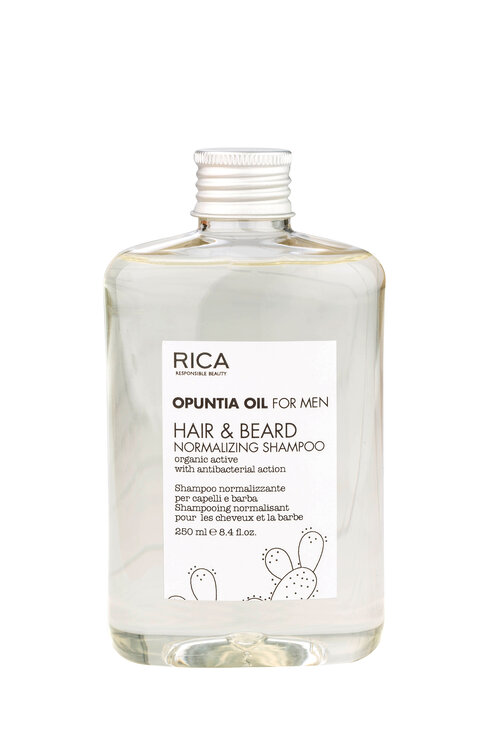 RICA
RESPONSIBLE BEAUTY
OPUNTIA OIL FOR MEN
HAIR & BEARD
NORMALIZING SHAMPOO
organic active
with antibacterial action
Shampoo normalizzante
per capelli e barba
Shampooing normalisant
pour les cheveux et la barbe
250 ml e 8.4 fl.oz.